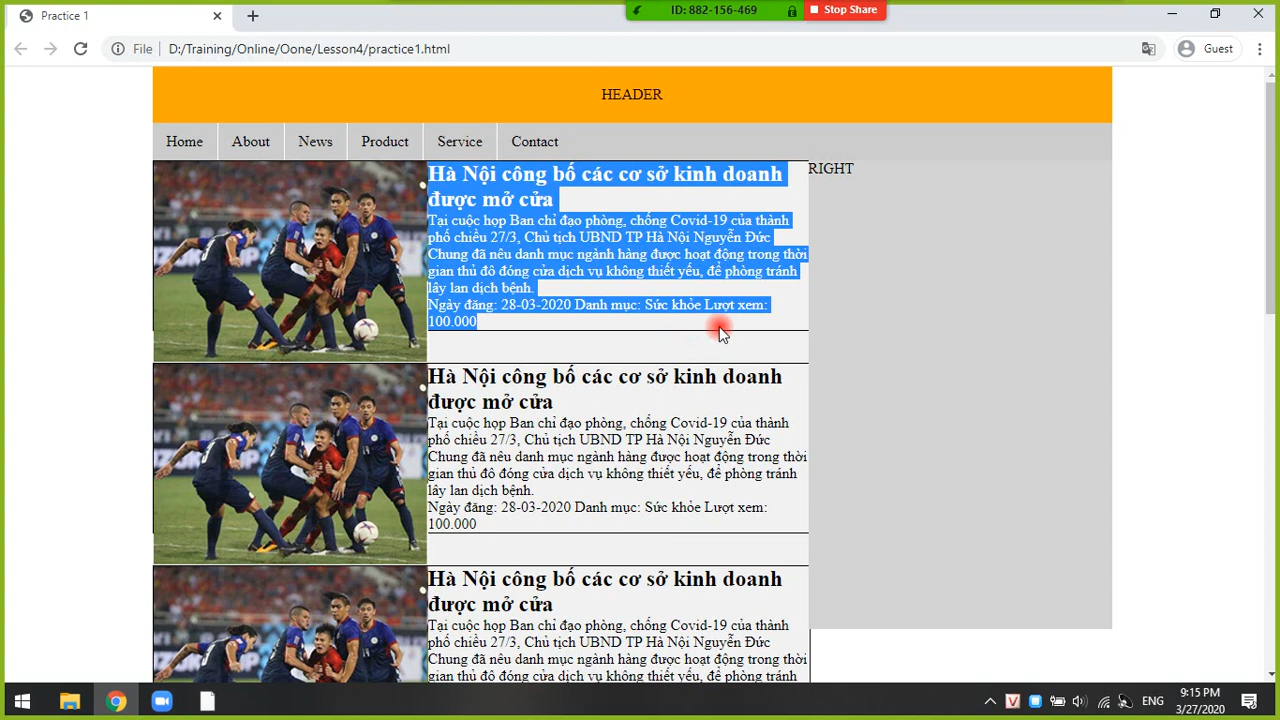 Practice 1
ID: 882-156-469
Stop Share
File
D:/Training/Online/Oone/Lesson4/practice1.html
Guest
HEADER
Home
About
News
Product
Service
Contact
Hà Nội công bố các cơ sở kinh doanh
được mở cửa
Tại cuộc họp Ban chỉ đạo phòng, chống Covid-19 của thành
phố chiều 27/3, Chủ tịch UBND TP Hà Nội Nguyễn Đức
Chung đã nêu danh mục ngành hàng được hoạt động trong thời
gian thủ đô đóng cửa dịch vụ không thiết yếu, để phòng tránh
lây lan dịch bệnh.
Ngày đăng: 28-03-2020 Danh mục: Sức khỏe Lượt xem:
100.000
RIGHT
Hà Nội công bố các cơ sở kinh doanh
được mở cửa
Tại cuộc họp Ban chỉ đạo phòng, chống Covid-19 của thành
phố chiều 27/3, Chủ tịch UBND TP Hà Nội Nguyễn Đức
Chung đã nêu danh mục ngành hàng được hoạt động trong thời
gian thủ đô đóng cửa dịch vụ không thiết yếu, để phòng tránh
lây lan dịch bệnh.
Ngày đăng: 28-03-2020 Danh mục: Sức khỏe Lượt xem:
100.000
Hà Nội công bố các cơ sở kinh doanh
được mở cửa
Tại cuộc họp Ban chỉ đạo phòng, chống Covid-19 của thành
phố chiều 27/3, Chủ tịch UBND TP Hà Nội Nguyễn Đức
Chung đã nêu danh mục ngành hàng được hoạt động trong thời
gian thủ đô đóng cửa dịch vụ không thiết yếu, để phòng tránh
ENG
9:15 PM
3/27/2020